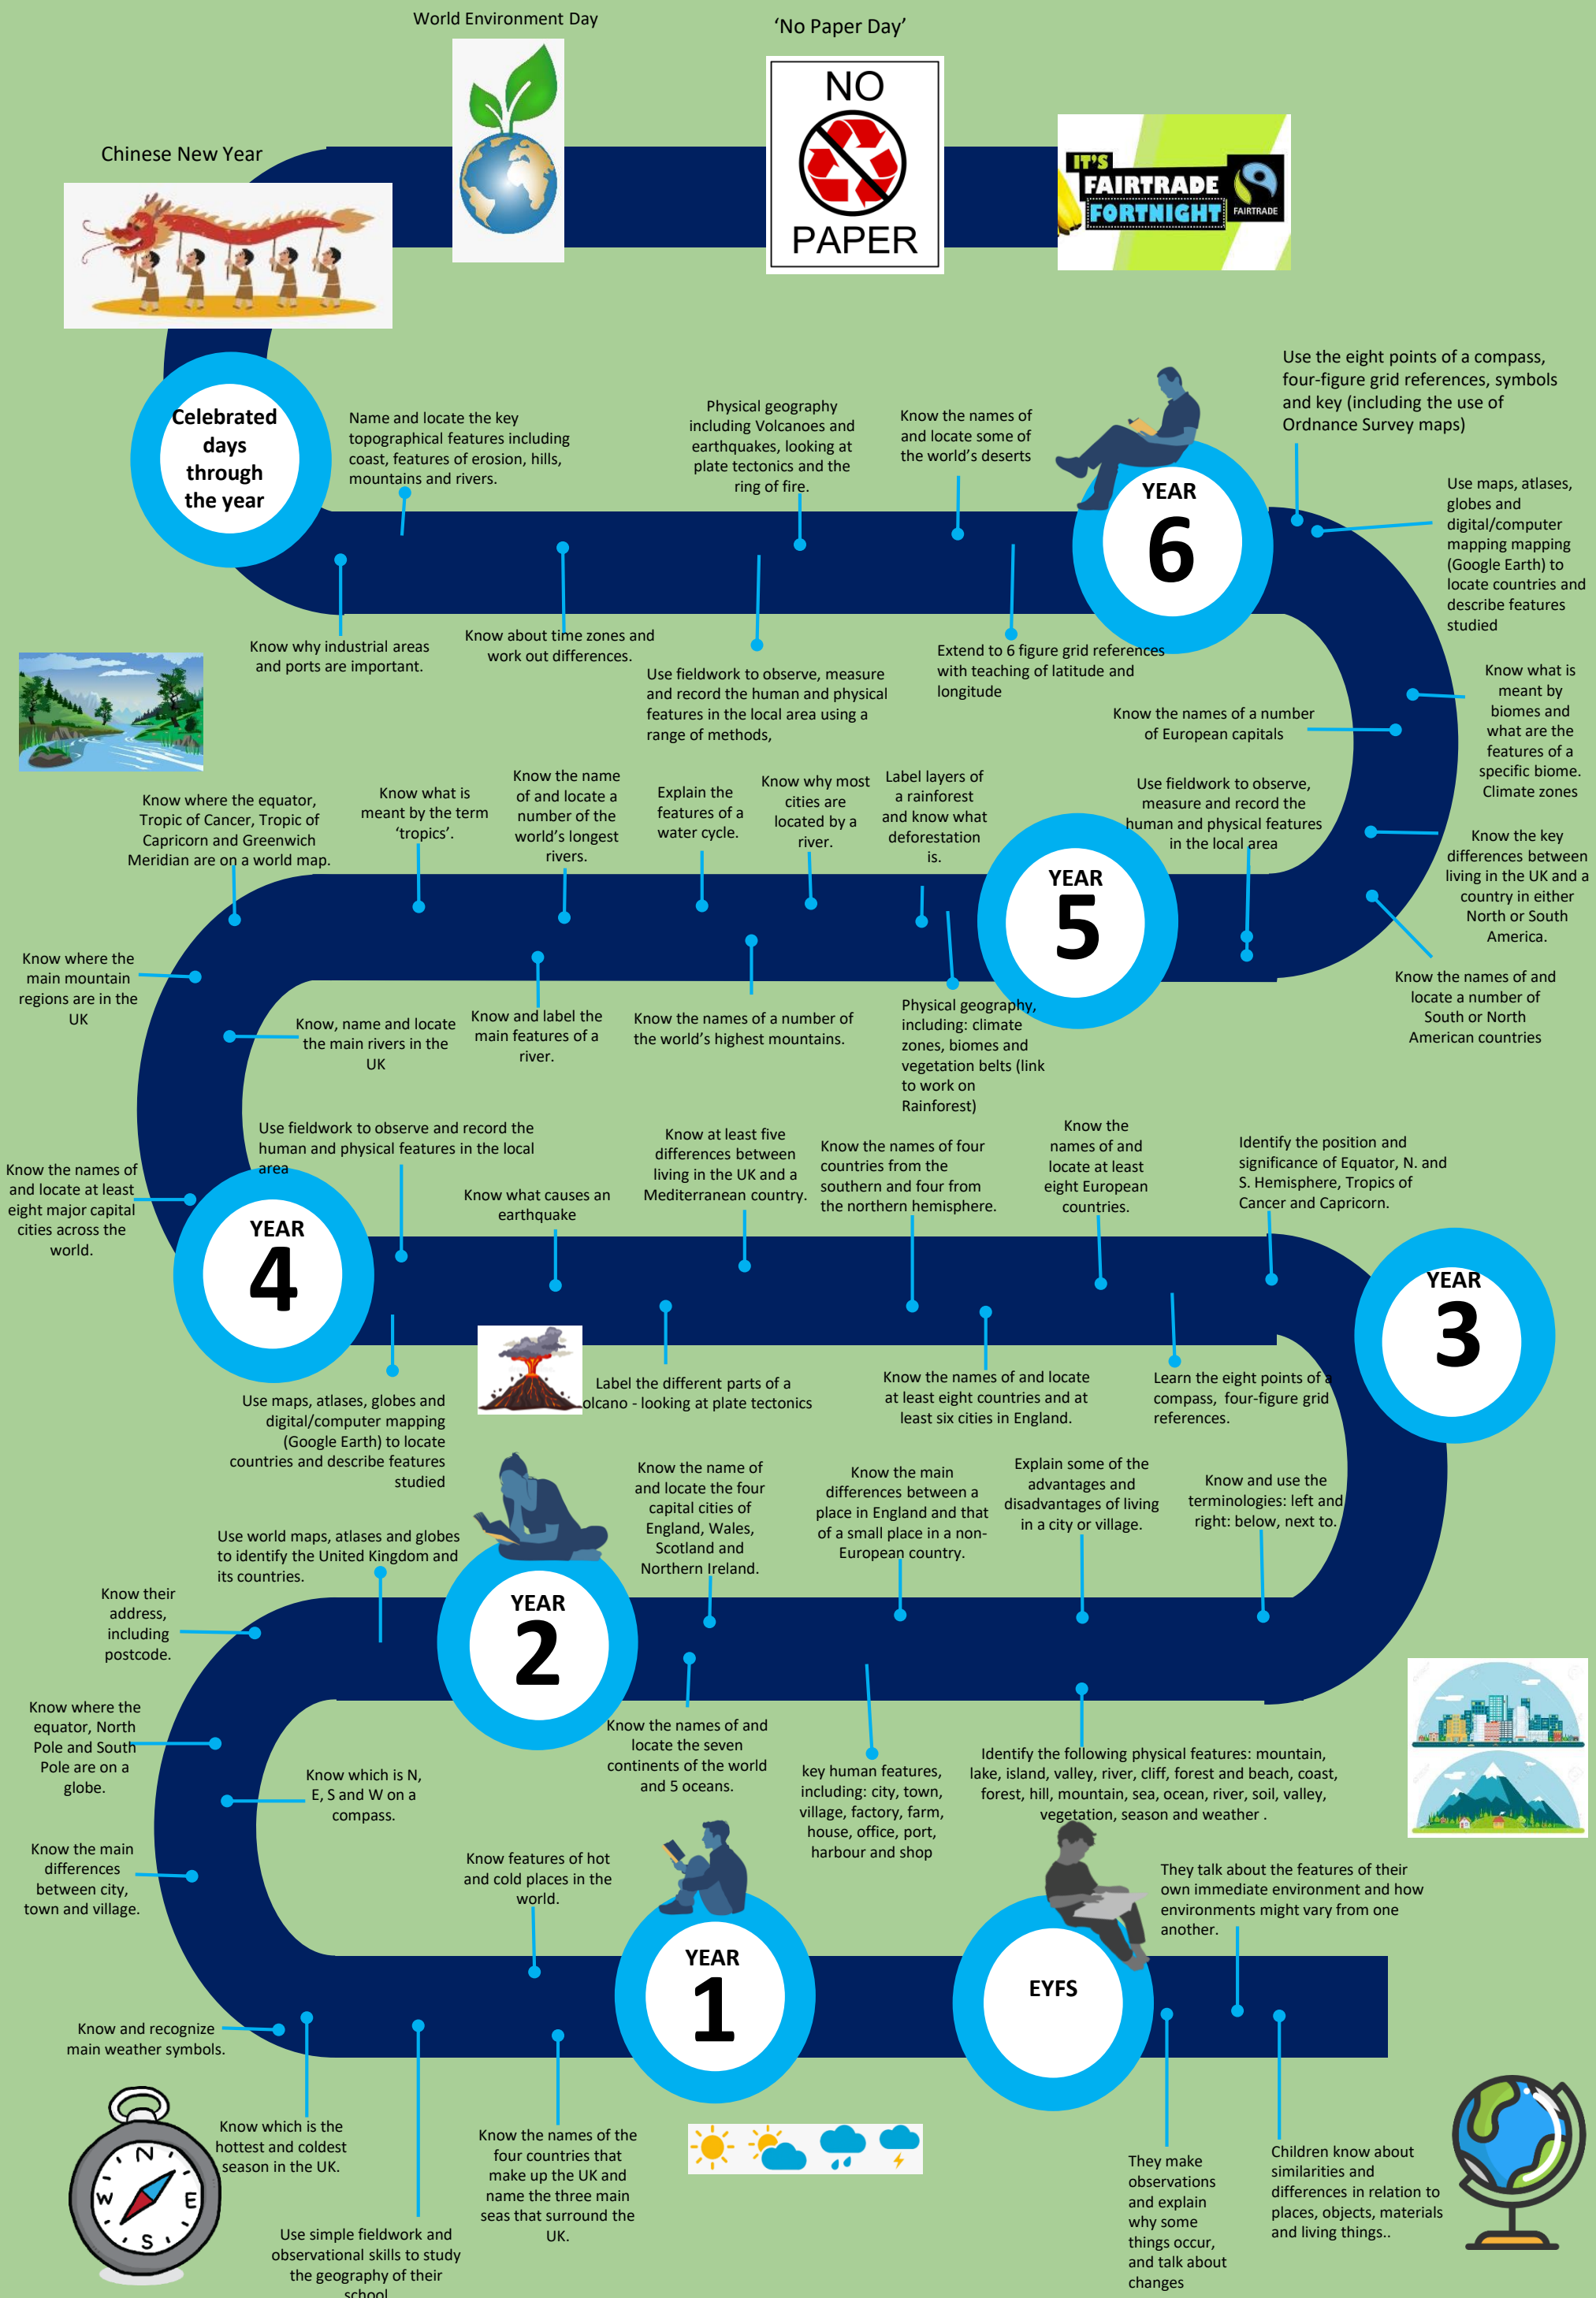 World Environment Day
'No Paper Day'
NO
PAPER
IT'S
FAIRTRADE
FORTNIGHT
FAIRTRADE
Chinese New Year
Celebrated
days
through
the year
Name and locate the key
topographical features including
coast, features of erosion, hills,
mountains and rivers.
Physical geography
including Volcanoes and
earthquakes, looking at
plate tectonics and the
ring of fire.
Know the names of
and locate some of
the world's deserts
YEAR
6
Use the eight points of a compass,
four-figure grid references, symbols
and key (including the use of
Ordnance Survey maps)
Use maps, atlases,
globes and
digital/computer
mapping mapping
(Google Earth) to
locate countries and
describe features
studied
Know why industrial areas
and ports are important.
Know about time zones and
work out differences.
Use fieldwork to observe, measure
and record the human and physical
features in the local area using a
range of methods,
Extend to 6 figure grid references
with teaching of latitude and
longitude
Know the names of a number
of European capitals
Know what is
meant by
biomes and
what are the
features of a
specific biome.
Climate zones
Know where the equator,
Tropic of Cancer, Tropic of
Capricorn and Greenwich
Meridian are on a world map.
Know what is
meant by the term
'tropics'.
Know the name
of and locate a
number of the
world's longest
rivers.
Explain the
features of a
water cycle.
Know why most
cities are
located by a
river.
Label layers of
a rainforest
and know what
deforestation
is.
Use fieldwork to observe,
measure and record the
human and physical features
in the local area
YEAR
5
Know the key
differences between
living in the UK and a
country in either
North or South
America.
Know the names of and
locate a number of
South or North
American countries
Know where the
main mountain
regions are in the
UK
Know, name and locate
the main rivers in the
UK
Know and label the
main features of a
river.
Know the names of a number of
the world's highest mountains.
Physical geography,
including: climate
zones, biomes and
vegetation belts (link
to work on
Rainforest)
Know the names of
and locate at least
eight major capital
cities across the
world.
Use fieldwork to observe and record the
human and physical features in the local
area
YEAR
4
Know what causes an
earthquake
Know at least five
differences between
living in the UK and a
Mediterranean country.
Know the names of four
countries from the
southern and four from
the northern hemisphere.
Know the
names of and
locate at least
eight European
countries.
Identify the position and
significance of Equator, N. and
S. Hemisphere, Tropics of
Cancer and Capricorn.
YEAR
3
Use maps, atlases, globes and
digital/computer mapping
(Google Earth) to locate
countries and describe features
studied
Label the different parts of a
olcano - looking at plate tectonics
Know the names of and locate
at least eight countries and at
least six cities in England.
Learn the eight points of a
compass, four-figure grid
references.
Use world maps, atlases and globes
to identify the United Kingdom and
its countries.
YEAR
2
Know the name of
and locate the four
capital cities of
England, Wales,
Scotland and
Northern Ireland.
Know the main
differences between a
place in England and that
of a small place in a non-
European country.
Explain some of the
advantages and
disadvantages of living
in a city or village.
Know and use the
terminologies: left and
right: below, next to.
Know their
address,
including
postcode.
Know where the
equator, North
Pole and South
Pole are on a
globe.
Know which is N,
E, S and W on a
compass.
Know the main
differences
between city,
town and village.
Know the names of and
locate the seven
continents of the world
and 5 oceans.
key human features,
including: city, town,
village, factory, farm,
house, office, port,
harbour and shop
Identify the following physical features: mountain,
lake, island, valley, river, cliff, forest and beach, coast,
forest, hill, mountain, sea, ocean, river, soil, valley,
vegetation, season and weather .
Know features of hot
and cold places in the
world.
YEAR
1
EYFS
They talk about the features of their
own immediate environment and how
environments might vary from one
another.
Know and recognize
main weather symbols.
Know which is the
hottest and coldest
season in the UK.
Use simple fieldwork and
observational skills to study
the geography of their
school
Know the names of the
four countries that
make up the UK and
name the three main
seas that surround the
UK.
They make
observations
and explain
why some
things occur,
and talk about
changes
Children know about
similarities and
differences in relation to
places, objects, materials
and living things..
N
W
E
S